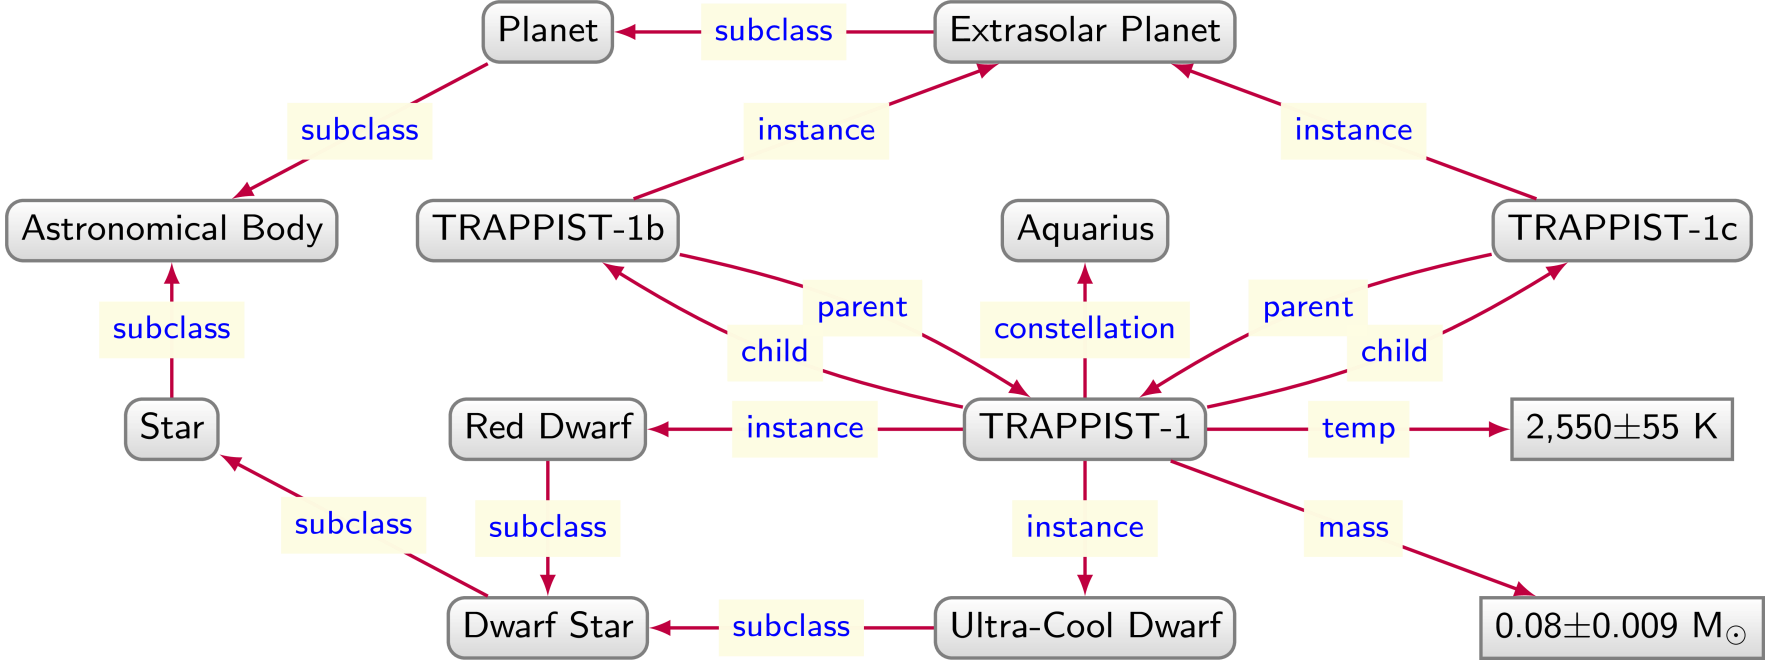 Planet
subclass
Extrasolar Planet
subclass
instance
instance
Astronomical Body
TRAPPIST-1b
Aquarius
TRAPPIST-1c
subclass
parent
constellation
parent
child
child
Star
Red Dwarf
instance
TRAPPIST-1
temp
2,550±55 K
subclass
subclass
instance
mass
Dwarf Star
subclass
Ultra-Cool Dwarf
0.08±0.009 M☉